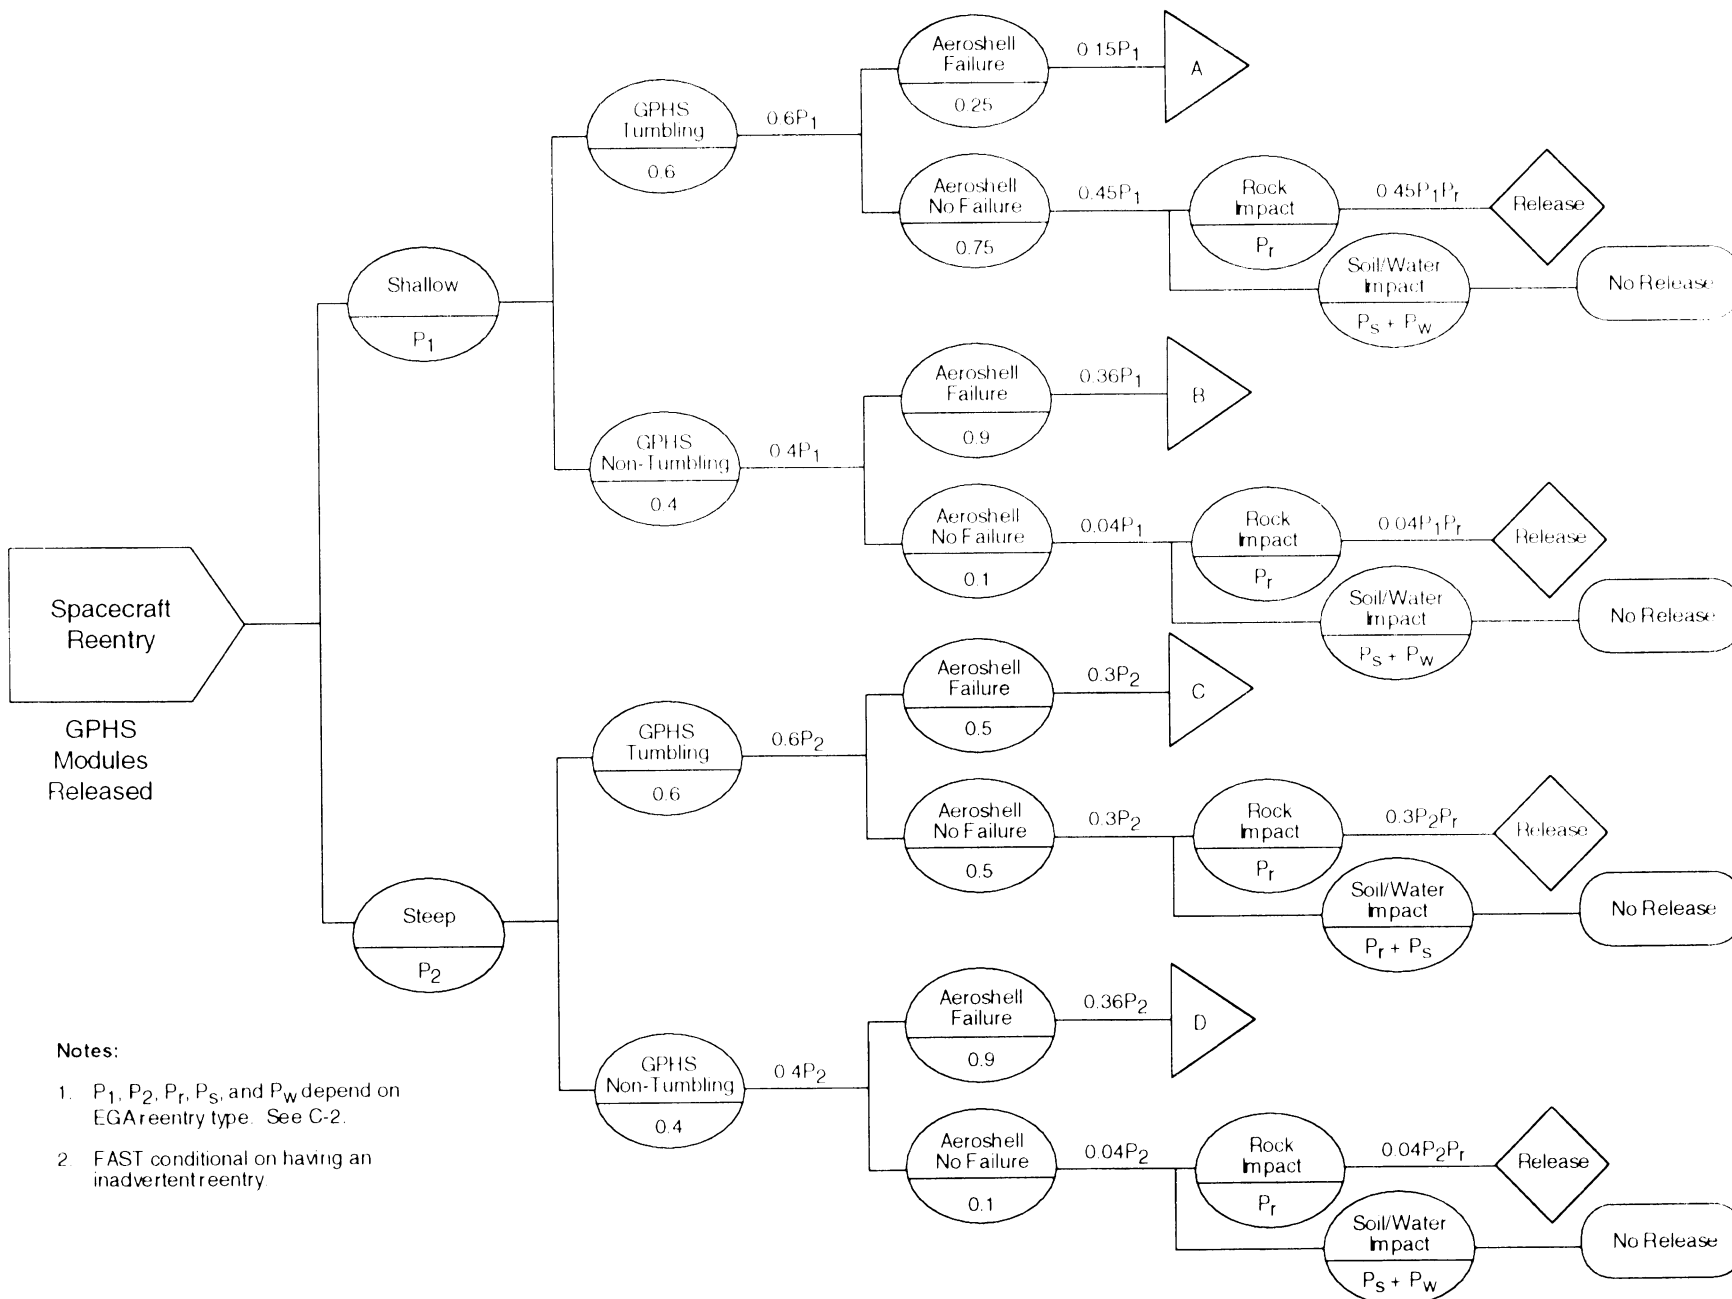 Aeroshell
Failure
0.25
0.15P1
A
GPHS
Tumbling
0.6
0.6P1
Aeroshell
No Failure
0.75
0.45P1
Rock
Impact
Pr
0.45P1Pr
Release
Soil/Water
Impact
Ps + Pw
No Release
Shallow
P1
Aeroshell
Failure
0.9
0.36P1
B
GPHS
Non-Tumbling
0.4
0.4P1
Aeroshell
No Failure
0.1
0.04P1
Rock
Impact
Pr
0.04P1Pr
Release
Soil/Water
Impact
Ps + Pw
No Release
Spacecraft
Reentry
GPHS
Modules
Released
Aeroshell
Failure
0.5
0.3P2
C
GPHS
Tumbling
0.6
0.6P2
Aeroshell
No Failure
0.5
0.3P2
Rock
Impact
Pr
0.3P2Pr
Release
Soil/Water
Impact
Pr + Ps
No Release
Steep
P2
Aeroshell
Failure
0.9
0.36P2
D
GPHS
Non-Tumbling
0.4
0.4P2
Aeroshell
No Failure
0.1
0.04P2
Rock
Impact
Pr
0.04P2Pr
Release
Soil/Water
Impact
Ps + Pw
No Release
Notes:
1. P1, P2, Pr, Ps, and Pw depend on
EGA reentry type. See C-2.
2. FAST conditional on having an
inadvertent reentry.